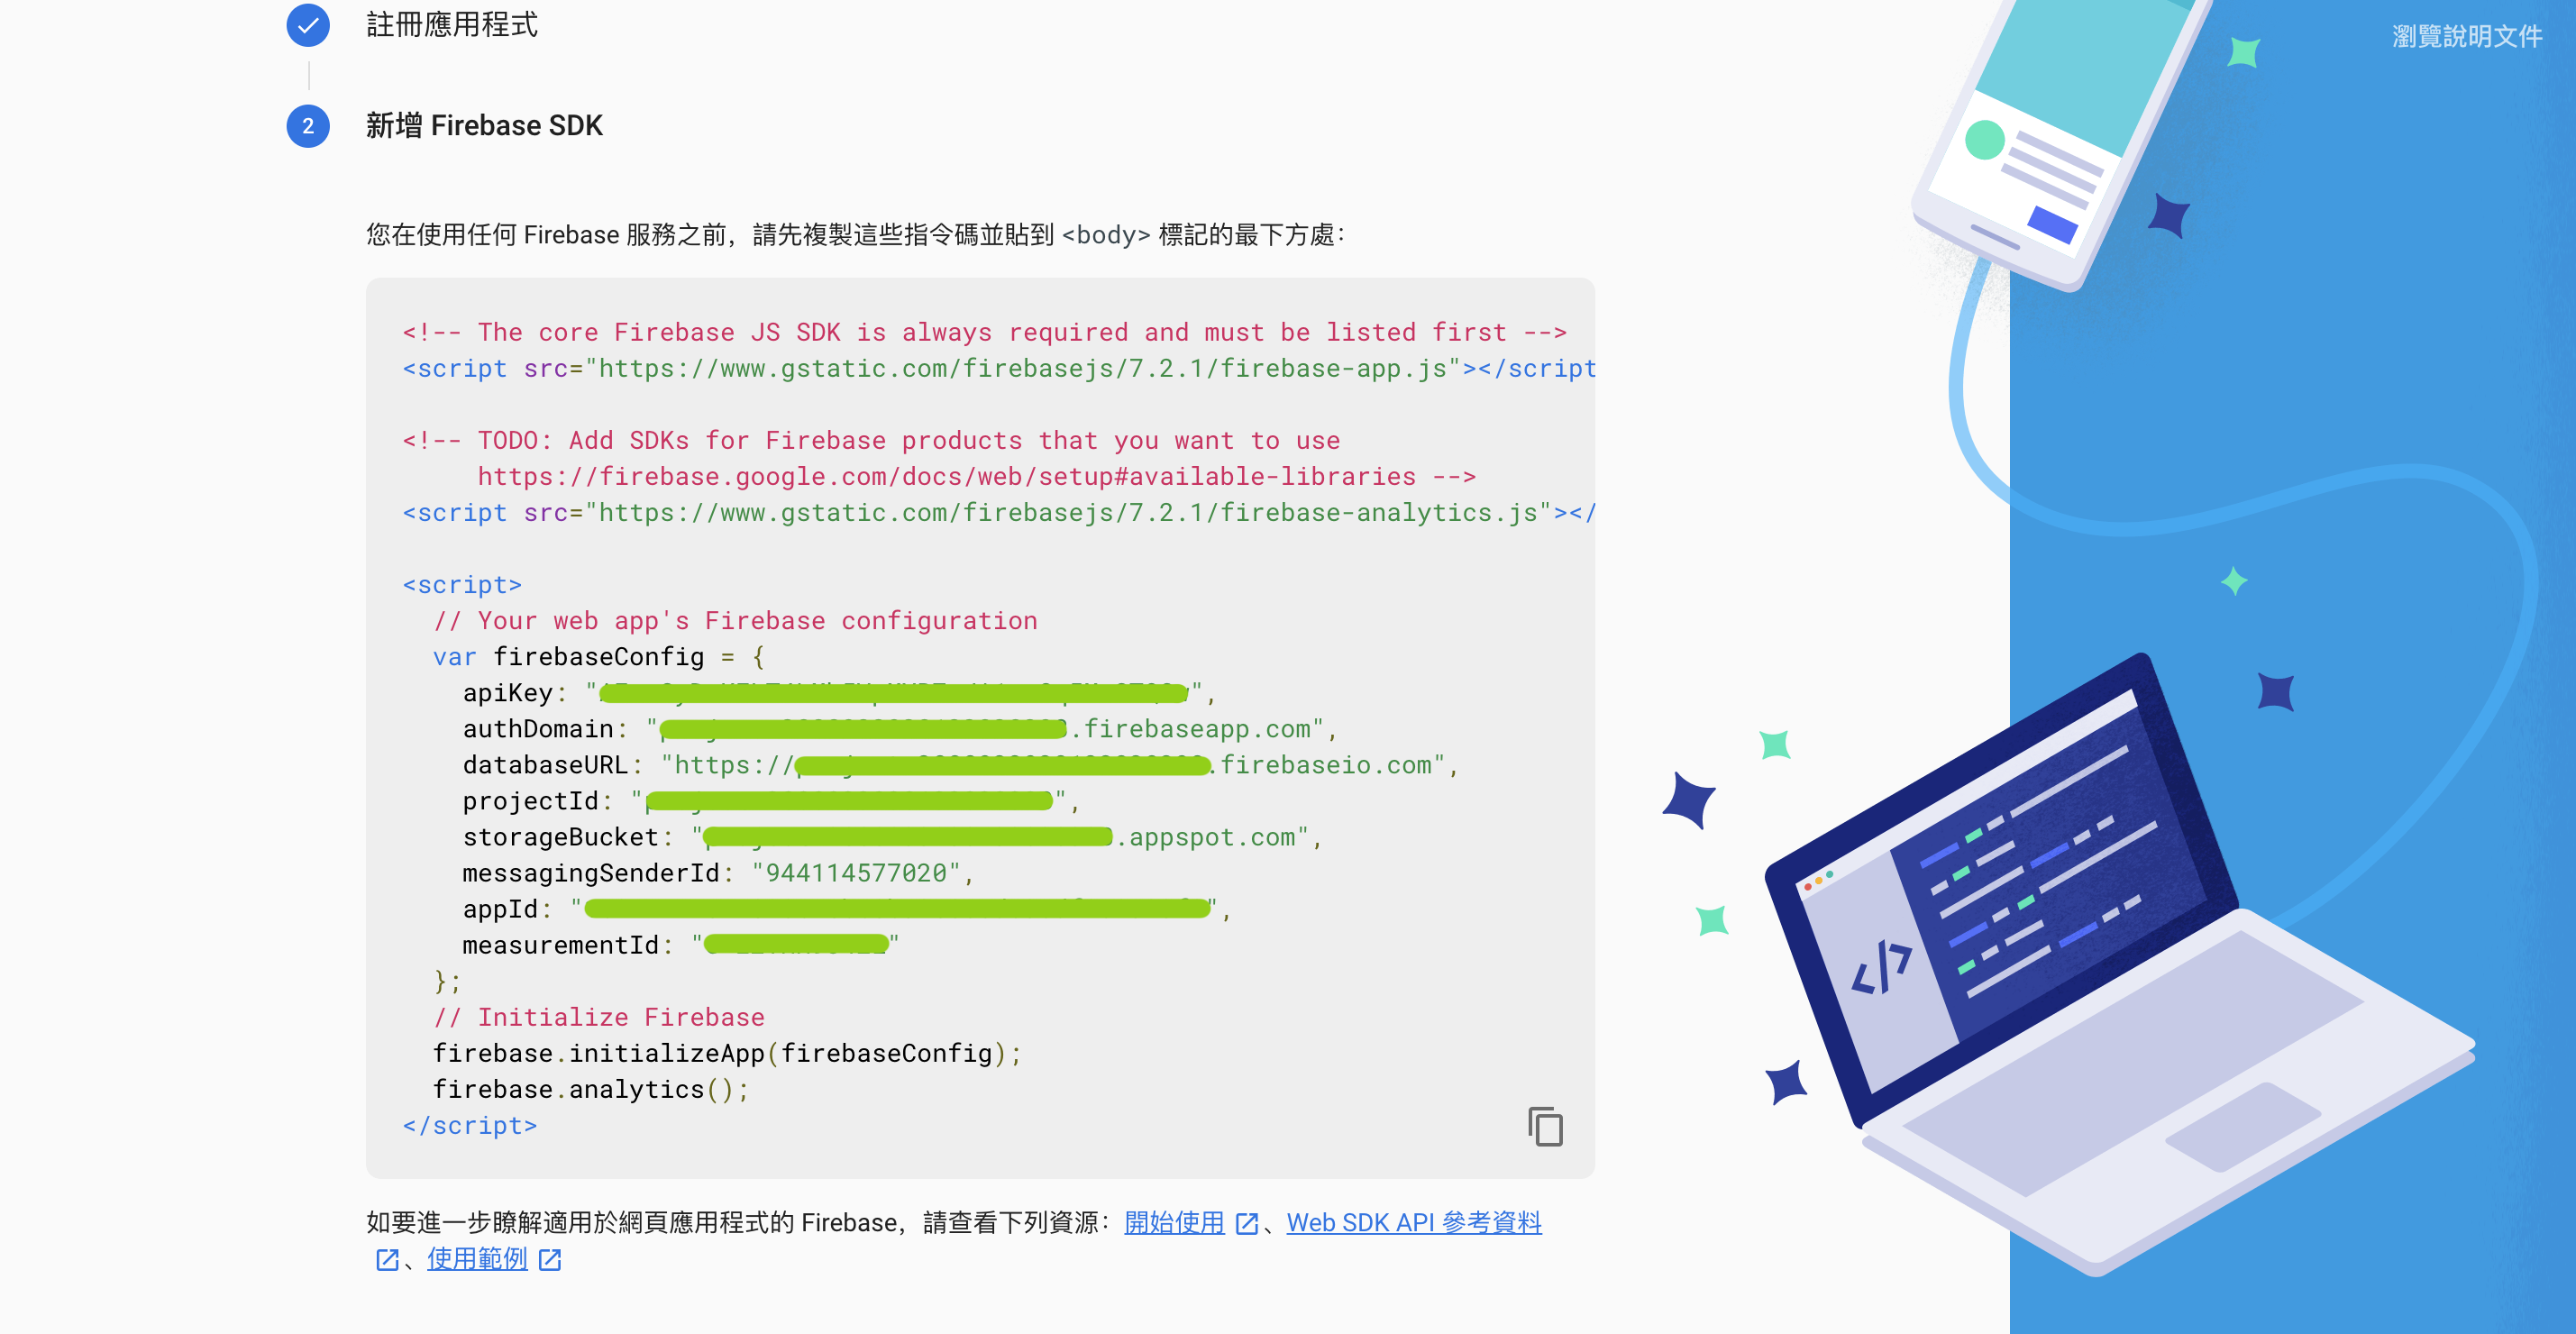 註冊應用程式
瀏覽說明文件
2
新增 Firebase SDK
您在使用任何 Firebase 服務之前，請先複製這些指令碼並貼到 <body> 標記的最下方處：
<!-- The core Firebase JS SDK is always required and must be listed first -->
<script src="https://www.gstatic.com/firebasejs/7.2.1/firebase-app.js"></script
<!-- TODO: Add SDKs for Firebase products that you want to use
https://firebase.google.com/docs/web/setup#available-libraries -->
<script src="https://www.gstatic.com/firebasejs/7.2.1/firebase-analytics.js"></
<script>
// Your web app's Firebase configuration
var firebaseConfig = {
apiKey: "",
authDomain: ".firebaseapp.com",
databaseURL: "https://.firebaseio.com",
projectId: "",
storageBucket: ".appspot.com",
messagingSenderId: "944114577020",
appId: "",
measurementId: ""
};
// Initialize Firebase
firebase.initializeApp(firebaseConfig);
firebase.analytics();
</script>
如要進一步瞭解適用於網頁應用程式的 Firebase，請查看下列資源：開始使用、Web SDK API 參考資料
、使用範例